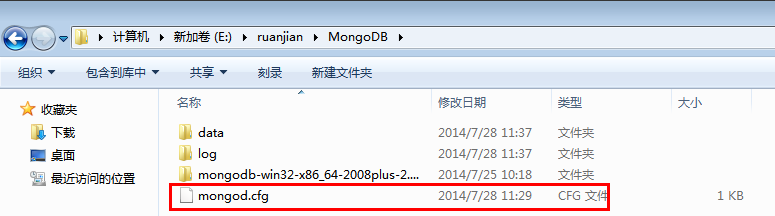 计算机 ▸ 新加卷 (E:) ▸ ruanjian ▸ MongoDB ▸
组织 包含到库中 共享 刻录 新建文件夹
收藏夹
下载
桌面
最近访问的位置
名称 修改日期 类型 大小
data 2014/7/28 11:37 文件夹
log 2014/7/28 11:37 文件夹
mongodb-win32-x86_64-2008plus-2.... 2014/7/25 10:18 文件夹
mongod.cfg 2014/7/28 11:29 CFG 文件 1 KB